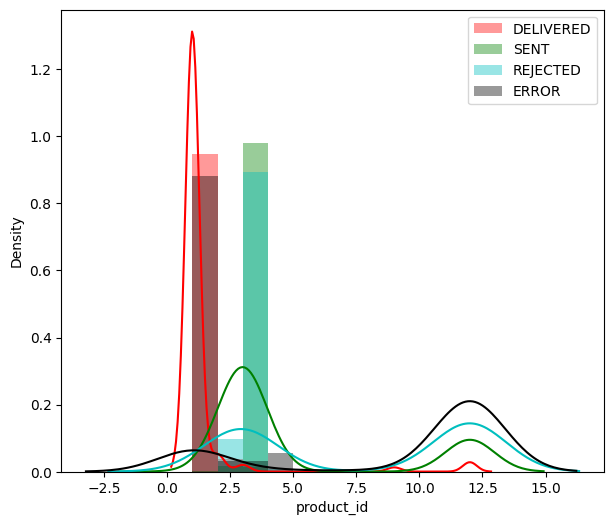 DELIVERED
SENT
REJECTED
ERROR
1.2
1.0
0.8
0.6
0.4
0.2
0.0
Density
−2.5 0.0 2.5 5.0 7.5 10.0 12.5 15.0
product_id